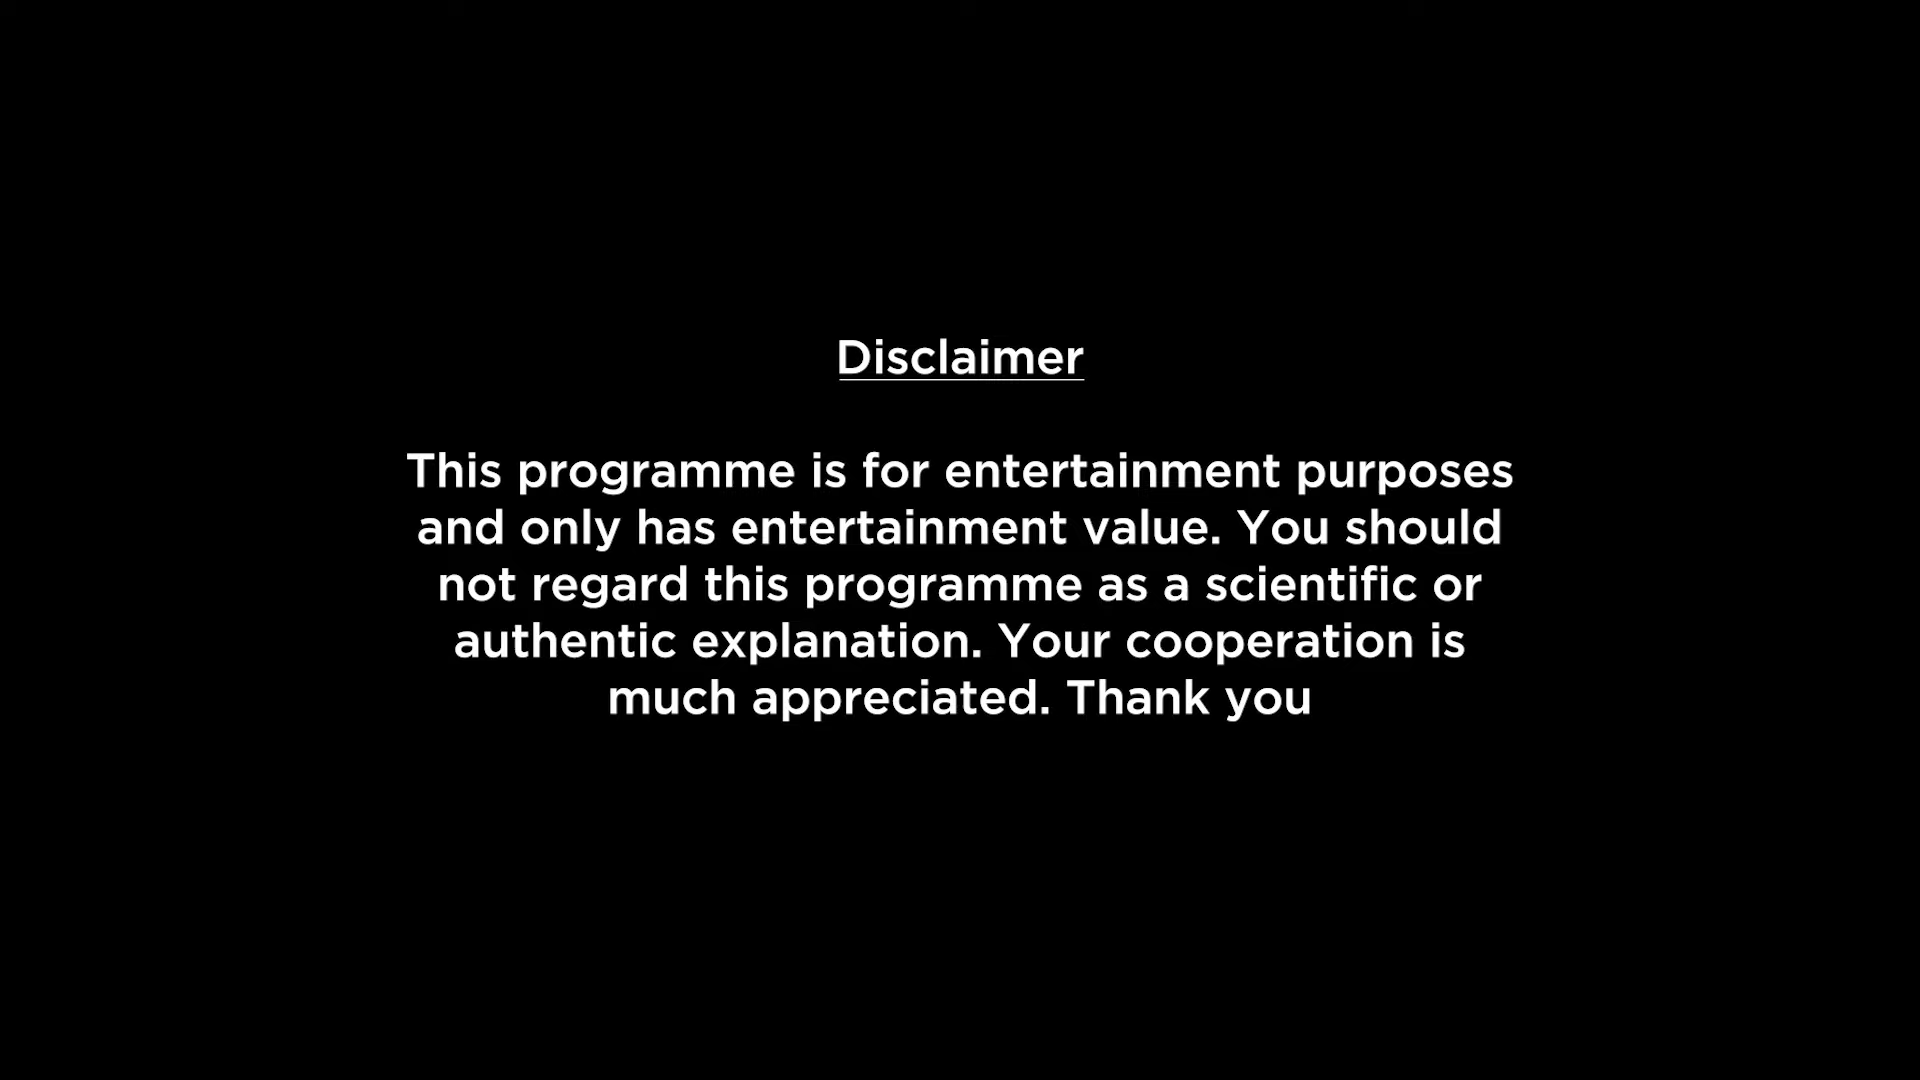 Disclaimer
This programme is for entertainment purposes
and only has entertainment value. You should
not regard this programme as a scientific or
authentic explanation. Your cooperation is
much appreciated. Thank you